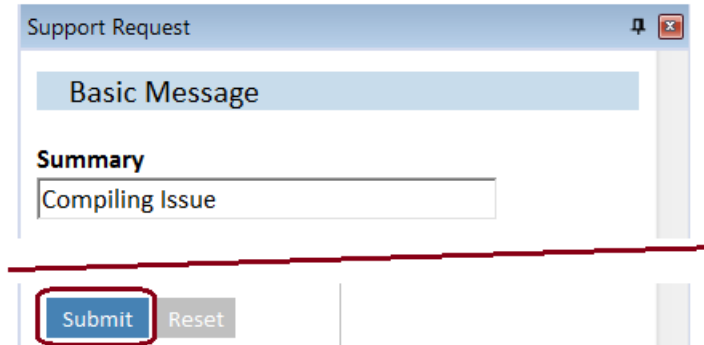 Support Request
Basic Message
Summary
Compiling Issue
Submit Reset